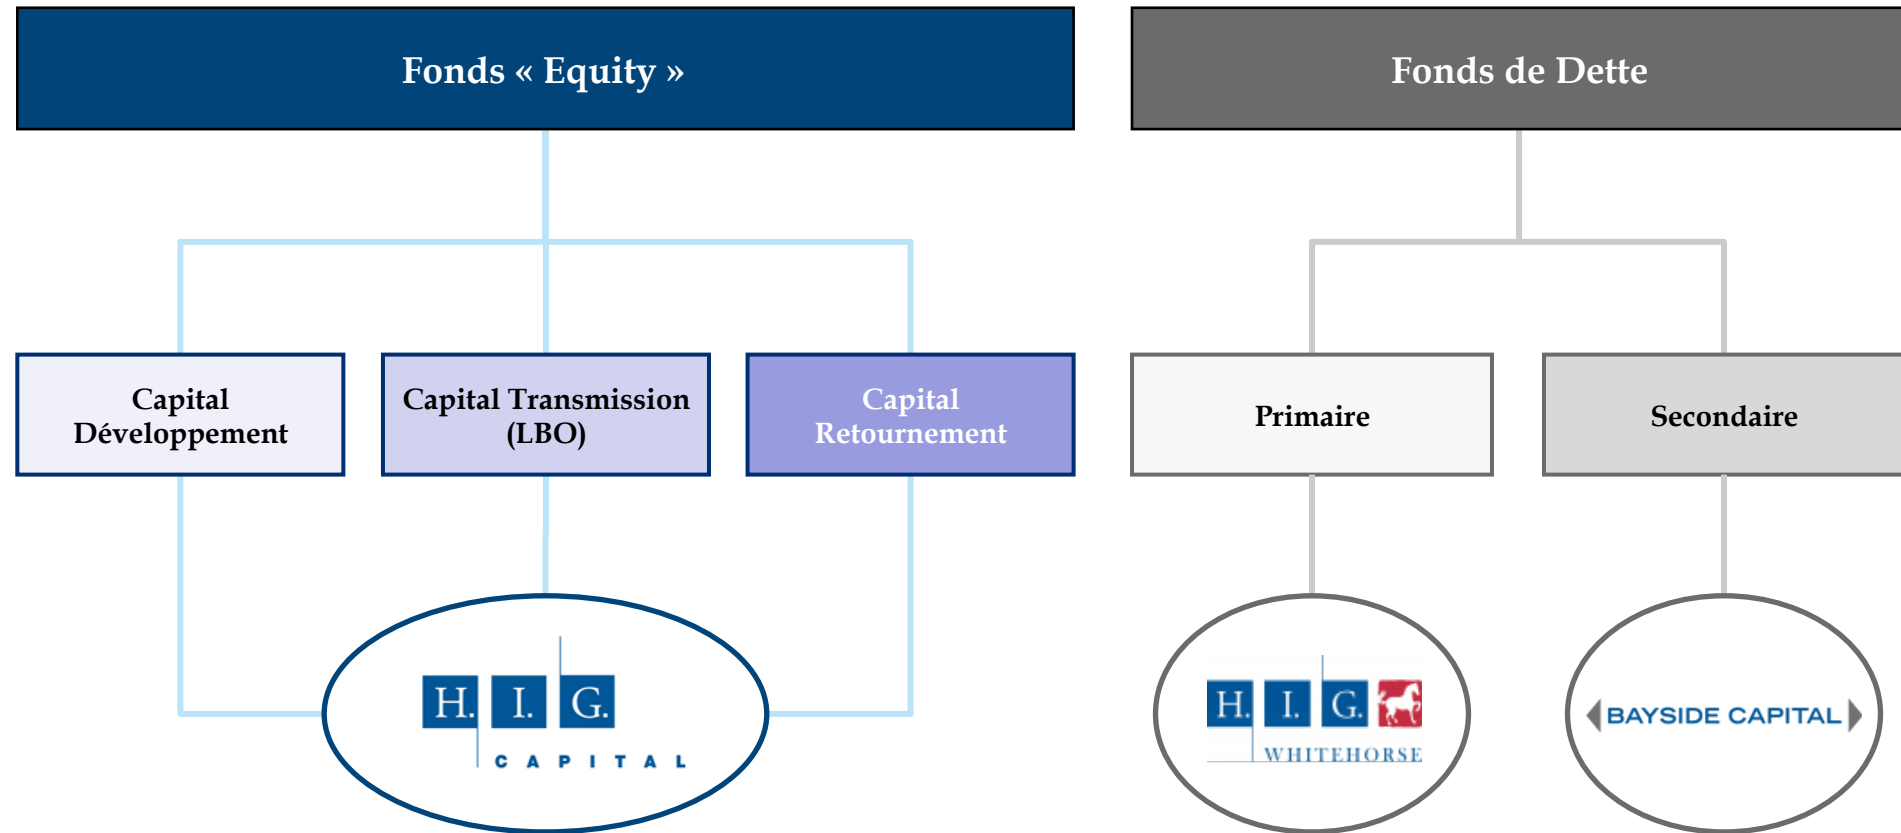 Fonds « Equity »
Fonds de Dette
Capital
Développement
Capital Transmission
(LBO)
Capital
Retournement
Primaire
Secondaire
H. I. G.
CAPITAL
H. I. G.
WHITEHORSE
BAYSIDE CAPITAL